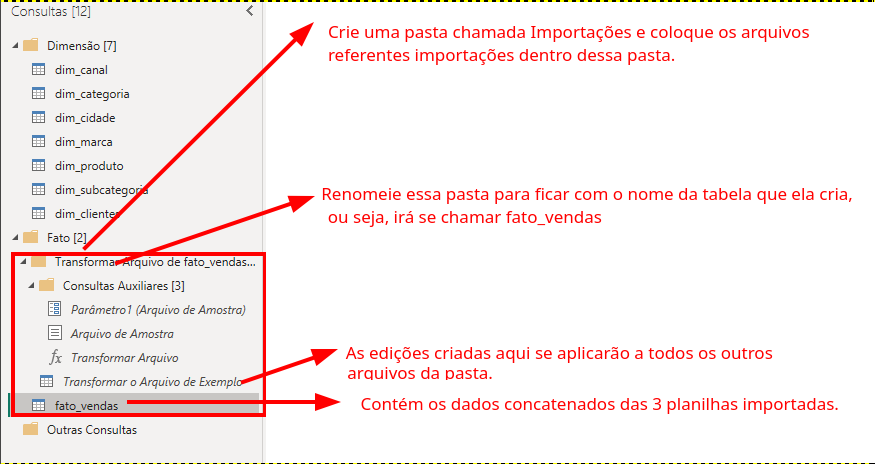 Consultas [12]
Crie uma pasta chamada Importações e coloque os arquivos
referentes importações dentro dessa pasta.
Dimensão [7]
dim_canal
dim_categoria
dim_cidade
dim_marca
dim_produto
dim_subcategoria
Renomeie essa pasta para ficar com o nome da tabela que ela cria,
ou seja, irá se chamar fato_vendas
dim_clientes
Fato [2]
Transformar Arquivo de fato_vendas...
Consultas Auxiliares [3]
Parâmetro1 (Arquivo de Amostra)
Arquivo de Amostra
Transformar Arquivo
As edições criadas aqui se aplicarão a todos os outros
arquivos da pasta.
Transformar o Arquivo de Exemplo
fato_vendas
Contém os dados concatenados das 3 planilhas importadas.
Outras Consultas